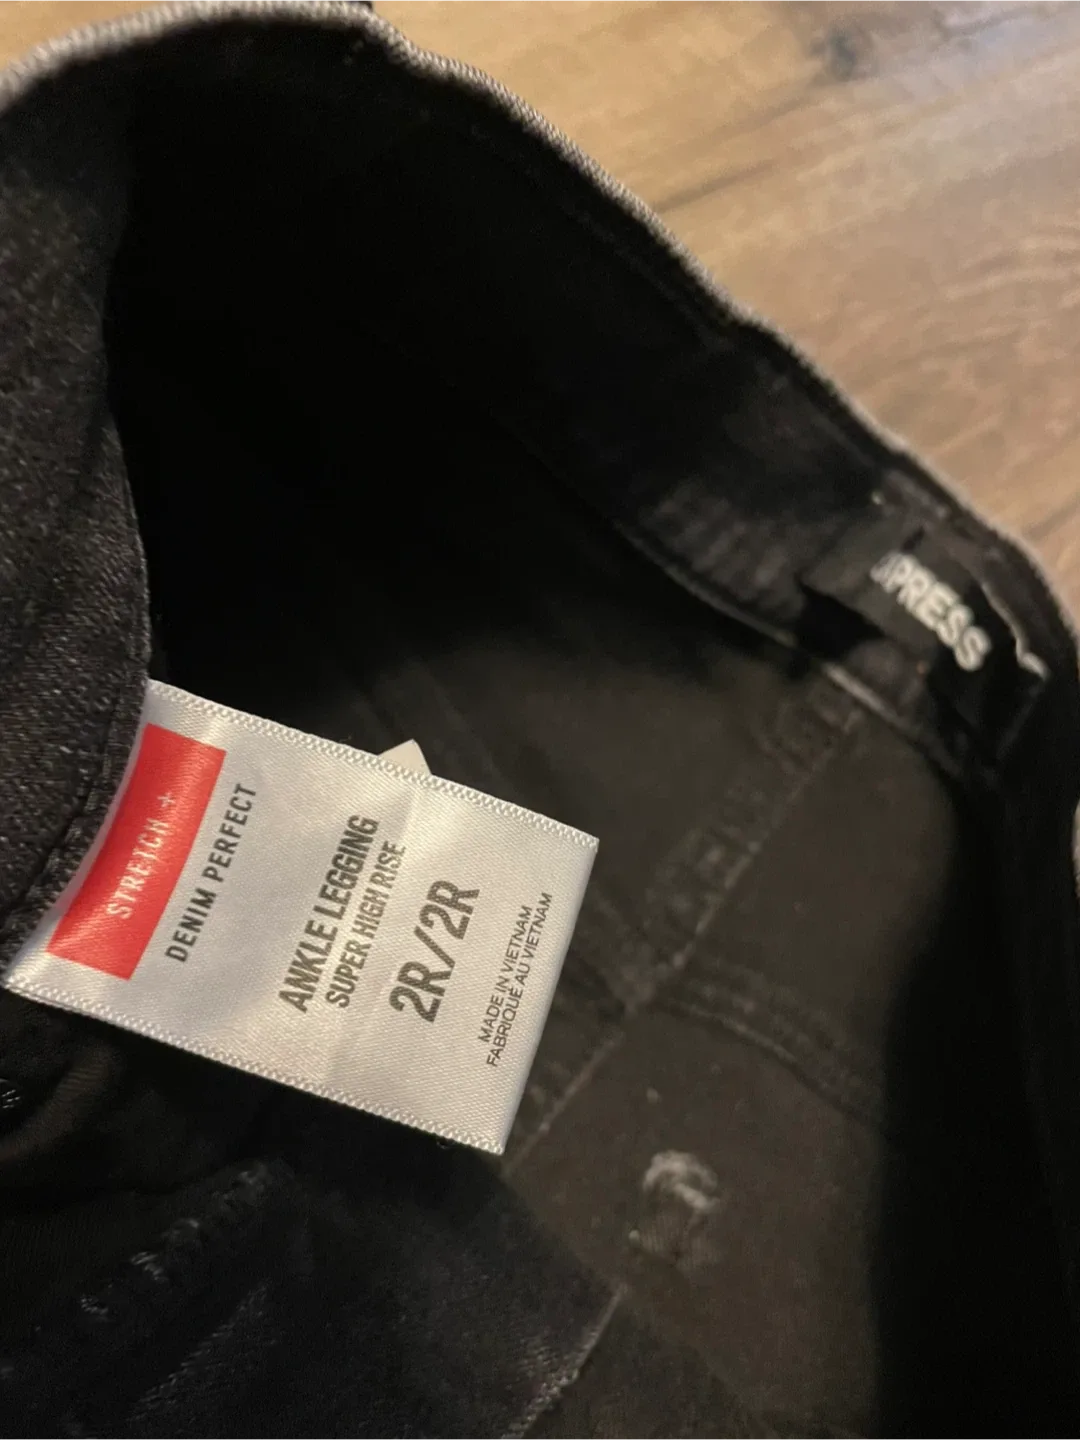 STRETCH+
DENIM PERFECT
ANKLE LEGGING
SUPER HIGH RISE
2R/2R
MADE IN VIETNAM
FABRIQUÉ AU VIETNAM
XPRESS